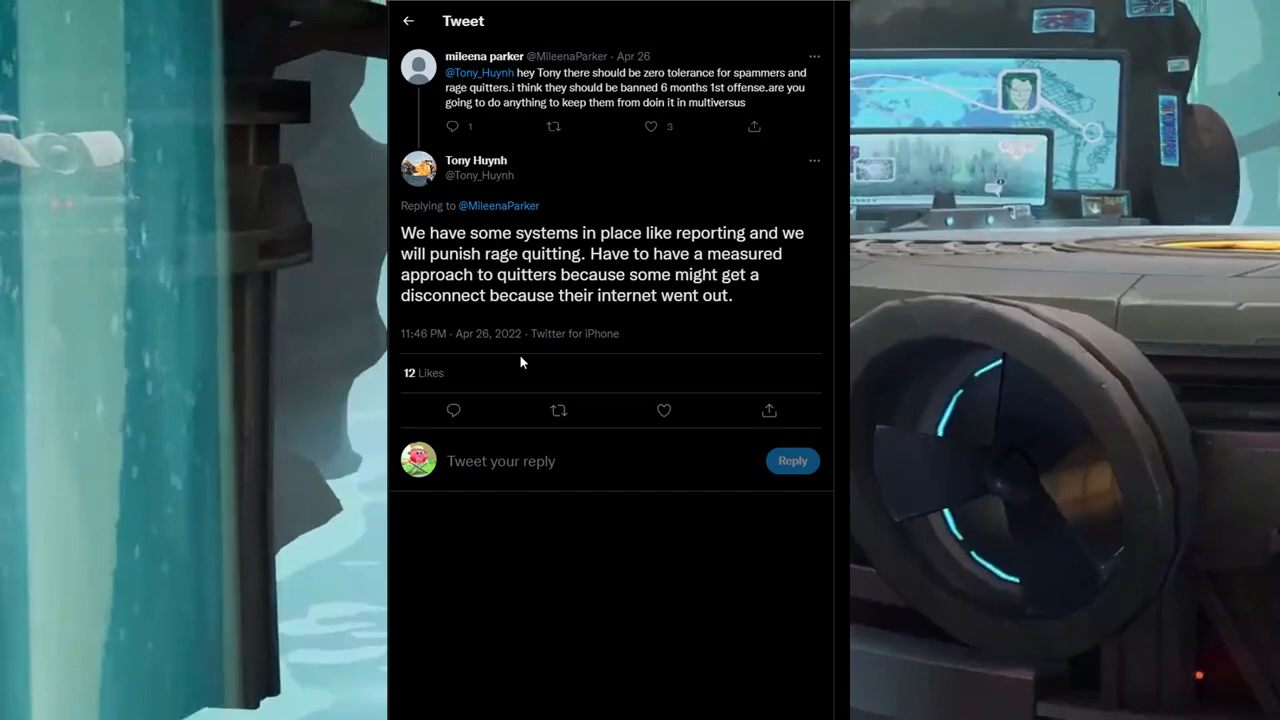 Tweet
mileena parker @MileenaParker · Apr 26
@Tony_Huynh hey Tony there should be zero tolerance for spammers and
rage quitters.i think they should be banned 6 months 1st offense.are you
going to do anything to keep them from doin it in multiversus
1 3
Tony Huynh
@Tony_Huynh
Replying to @MileenaParker
We have some systems in place like reporting and we
will punish rage quitting. Have to have a measured
approach to quitters because some might get a
disconnect because their internet went out.
11:46 PM · Apr 26, 2022 · Twitter for iPhone
12 Likes
Tweet your reply
Reply